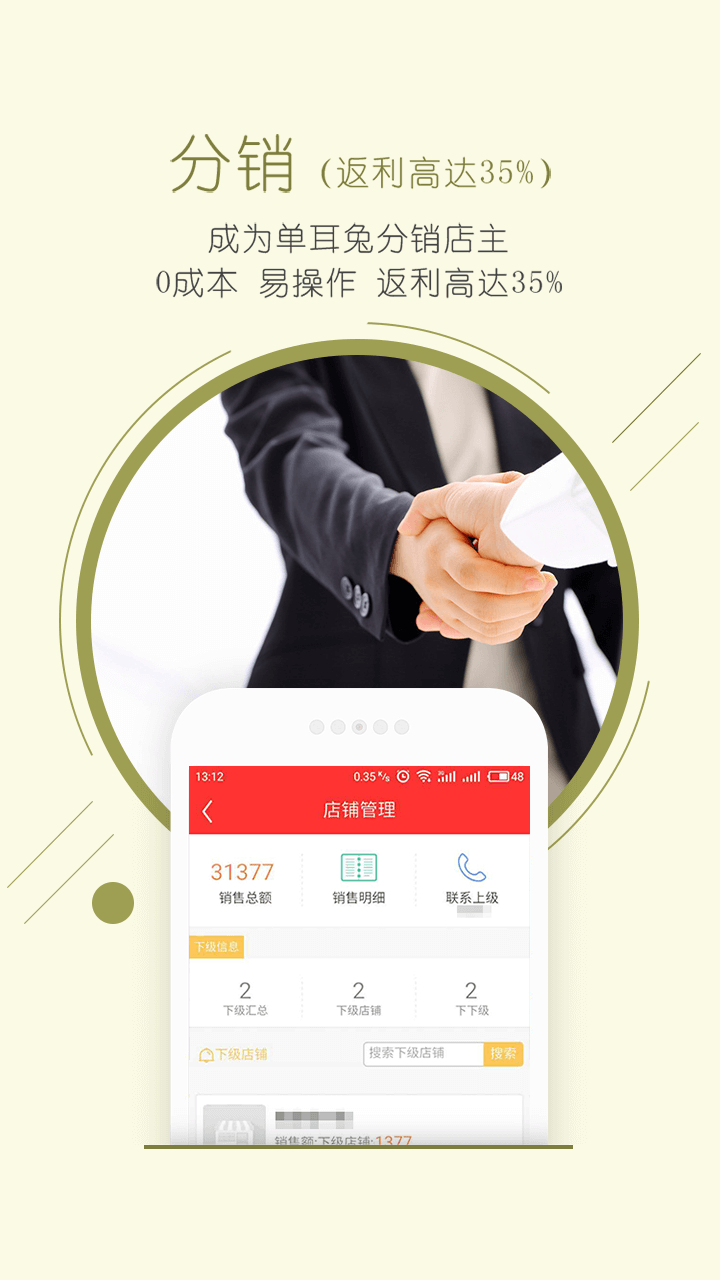 分销（返利高达35%）
成为单耳兔分销店主
0成本 易操作 返利高达35%
13:12 0.35 K/s 3G 48
店铺管理
31377
销售总额 销售明细 联系上级
下级信息
2 2 2
下级汇总 下级店铺 下下级
下级店铺 搜索下级店铺 搜索
销售额:下级店铺:1377